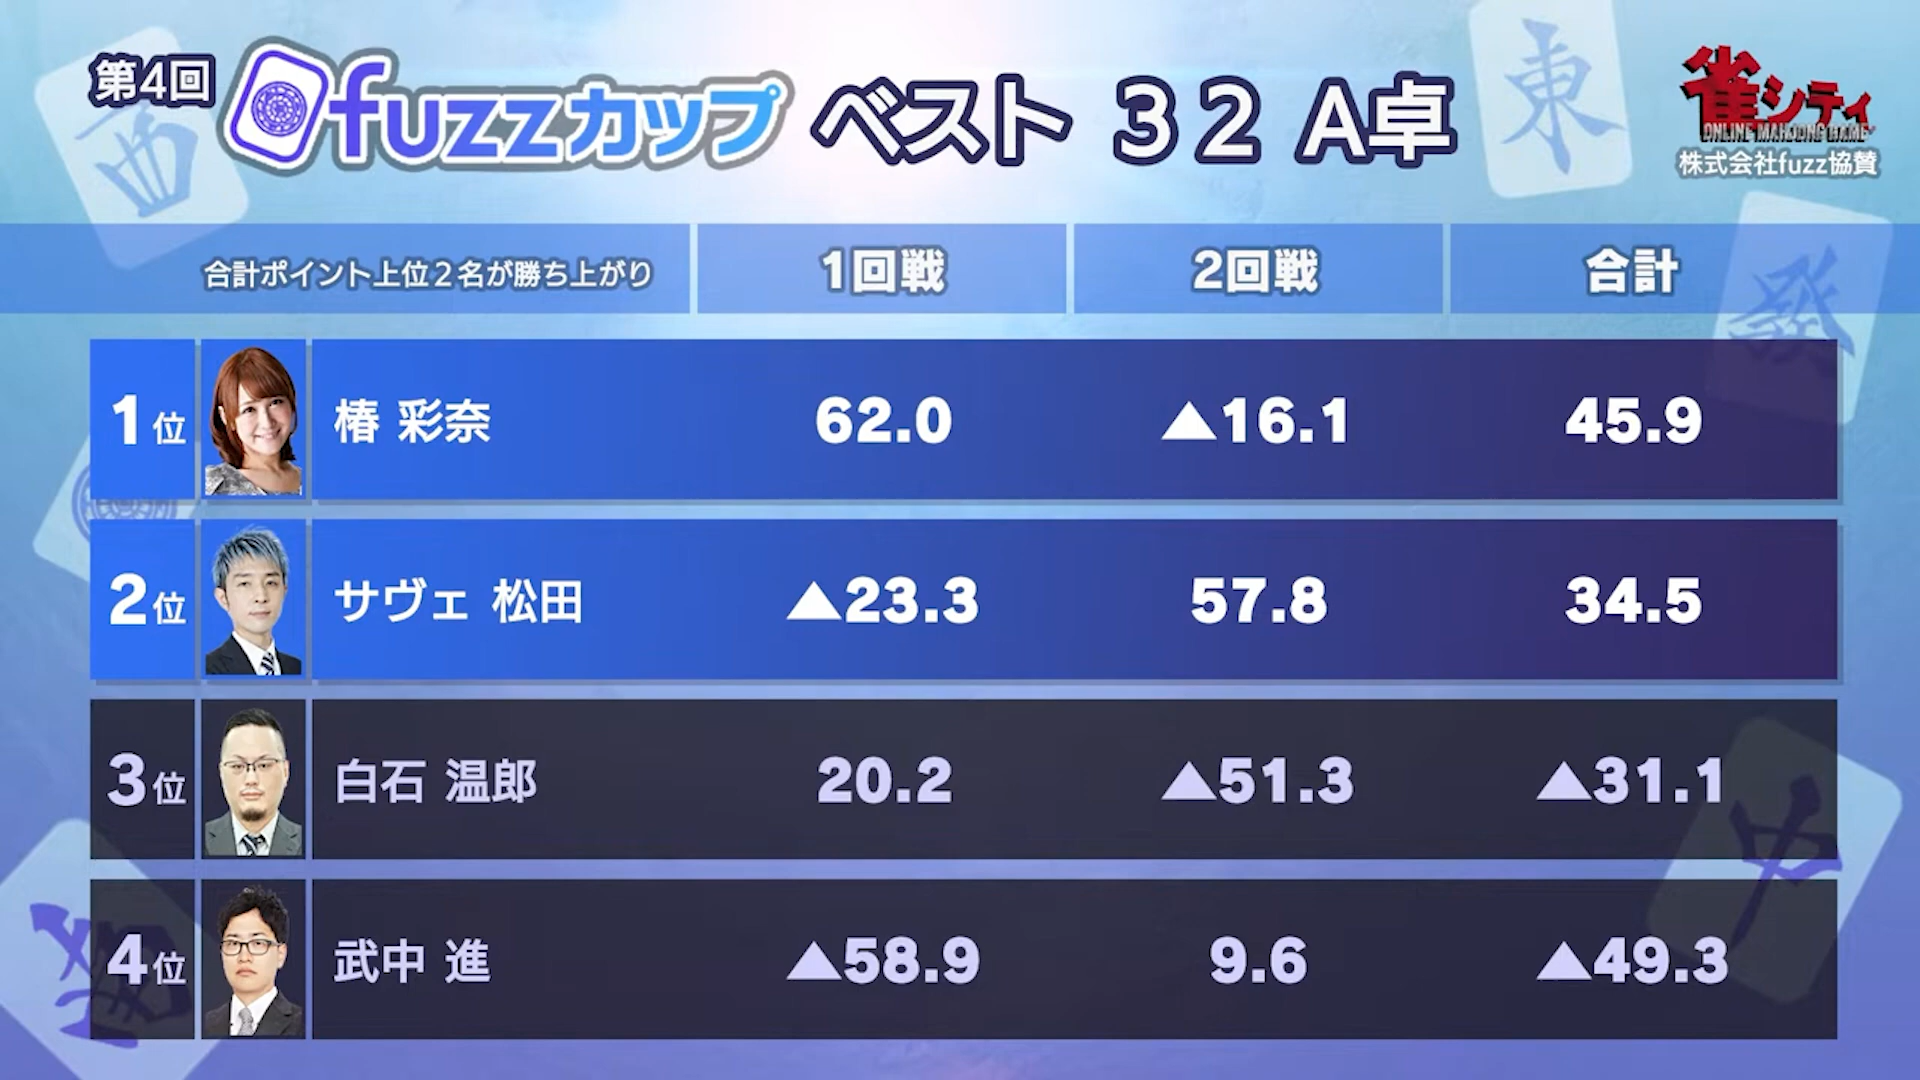 第4回 fuzzカップ ベスト 32 A卓
雀シティ
ONLINE MAHJONG GAME
株式会社fuzz協賛
合計ポイント上位2名が勝ち上がり 1回戦 2回戦 合計
1位 椿 彩奈 62.0 ▲16.1 45.9
2位 サヴェ 松田 ▲23.3 57.8 34.5
3位 白石 温郎 20.2 ▲51.3 ▲31.1
4位 武中 進 ▲58.9 9.6 ▲49.3
西
東
發
中